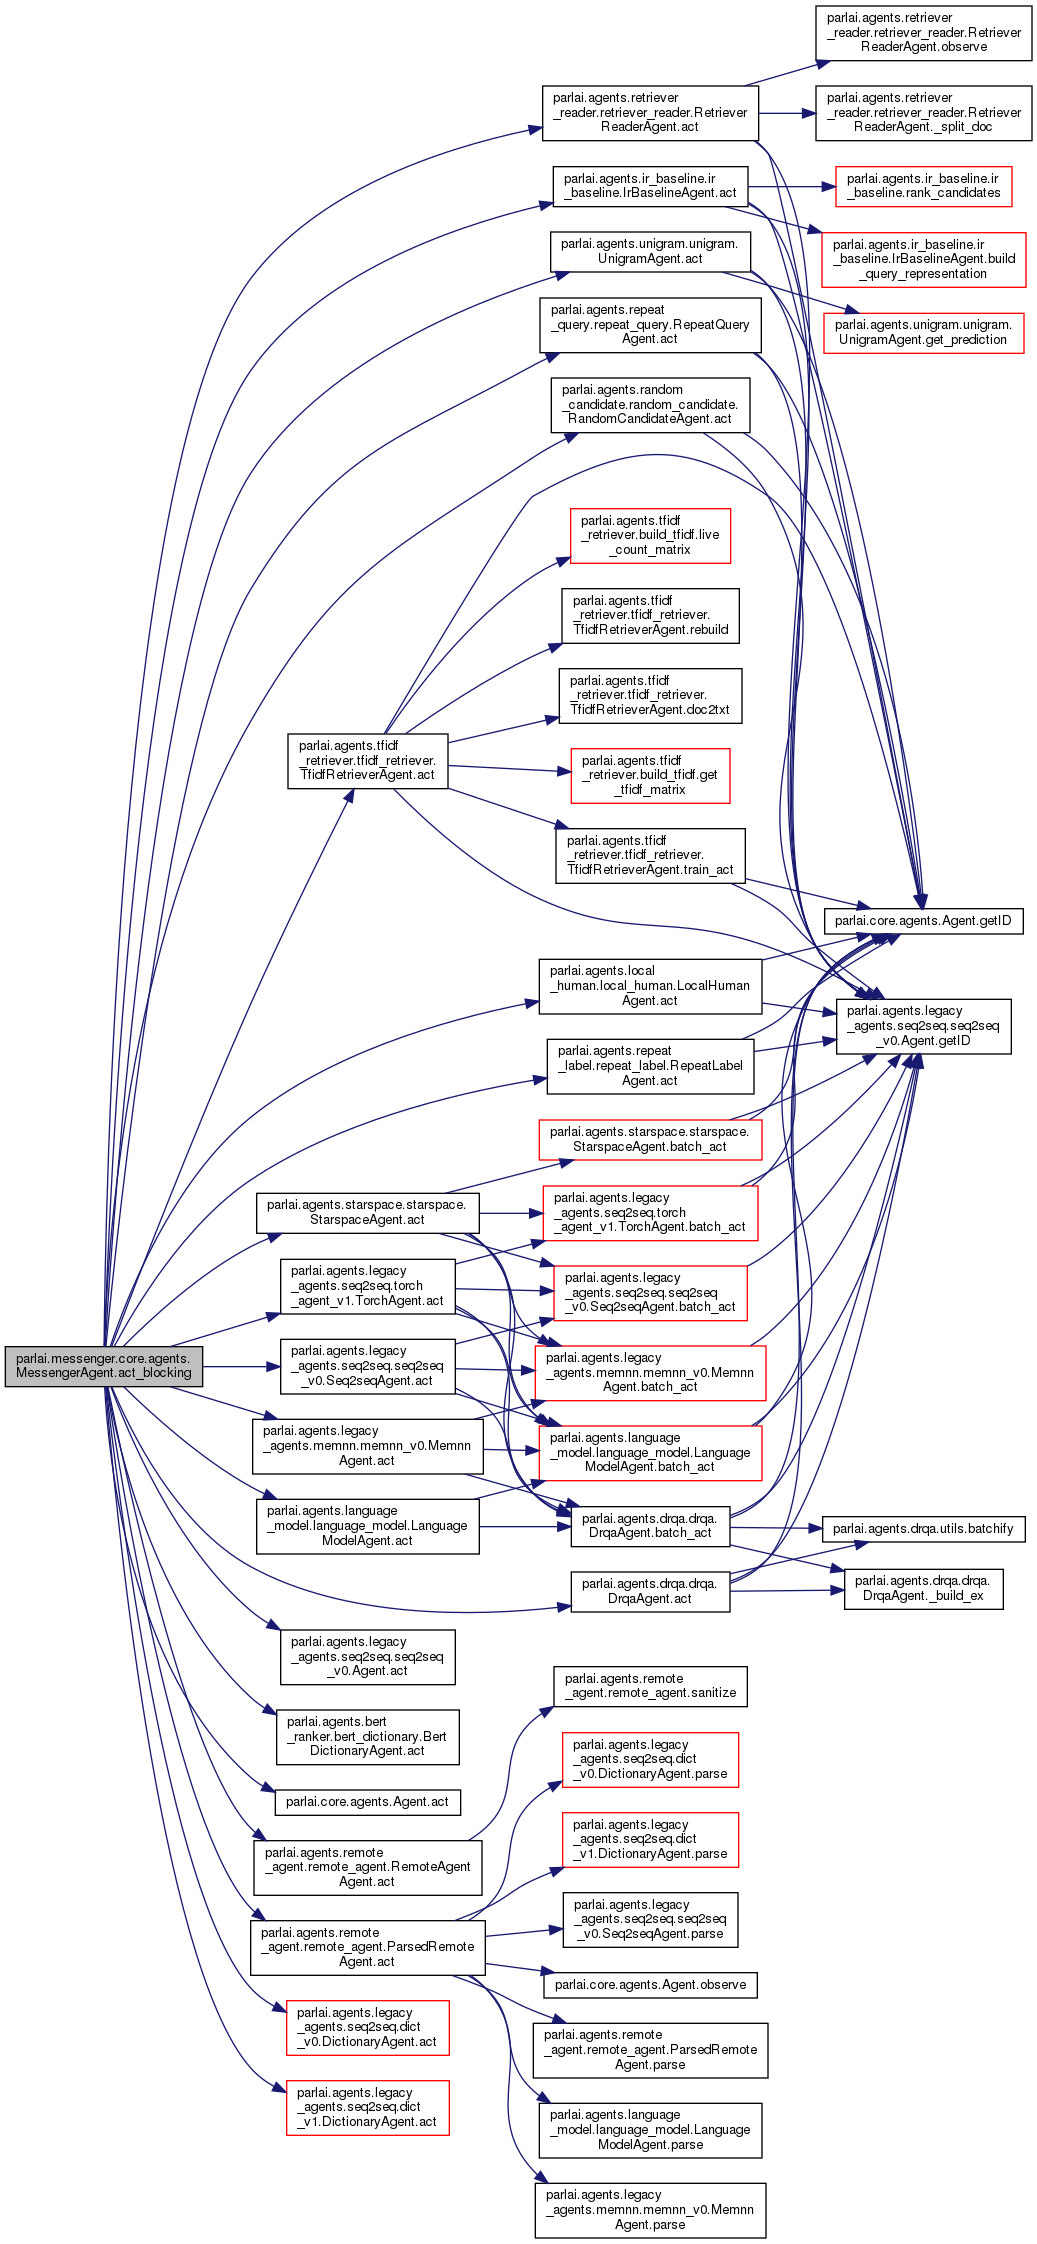 parlai.agents.retriever
_reader.retriever_reader.Retriever
ReaderAgent.observe
parlai.agents.retriever
_reader.retriever_reader.Retriever
ReaderAgent.act
parlai.agents.retriever
_reader.retriever_reader.Retriever
ReaderAgent._split_doc
parlai.agents.ir_baseline.ir
_baseline.IrBaselineAgent.act
parlai.agents.ir_baseline.ir
_baseline.rank_candidates
parlai.agents.unigram.unigram.
UnigramAgent.act
parlai.agents.ir_baseline.ir
_baseline.IrBaselineAgent.build
_query_representation
parlai.agents.repeat
_query.repeat_query.RepeatQuery
Agent.act
parlai.agents.unigram.unigram.
UnigramAgent.get_prediction
parlai.agents.random
_candidate.random_candidate.
RandomCandidateAgent.act
parlai.agents.tfidf
_retriever.build_tfidf.live
_count_matrix
parlai.agents.tfidf
_retriever.tfidf_retriever.
TfidfRetrieverAgent.rebuild
parlai.agents.tfidf
_retriever.tfidf_retriever.
TfidfRetrieverAgent.doc2txt
parlai.agents.tfidf
_retriever.tfidf_retriever.
TfidfRetrieverAgent.act
parlai.agents.tfidf
_retriever.build_tfidf.get
_tfidf_matrix
parlai.agents.tfidf
_retriever.tfidf_retriever.
TfidfRetrieverAgent.train_act
parlai.core.agents.Agent.getID
parlai.agents.local
_human.local_human.LocalHuman
Agent.act
parlai.agents.legacy
_agents.seq2seq.seq2seq
_v0.Agent.getID
parlai.agents.repeat
_label.repeat_label.RepeatLabel
Agent.act
parlai.agents.starspace.starspace.
StarspaceAgent.batch_act
parlai.agents.starspace.starspace.
StarspaceAgent.act
parlai.agents.legacy
_agents.seq2seq.torch
_agent_v1.TorchAgent.batch_act
parlai.agents.legacy
_agents.seq2seq.torch
_agent_v1.TorchAgent.act
parlai.agents.legacy
_agents.seq2seq.seq2seq
_v0.Seq2seqAgent.batch_act
parlai.messenger.core.agents.
MessengerAgent.act_blocking
parlai.agents.legacy
_agents.seq2seq.seq2seq
_v0.Seq2seqAgent.act
parlai.agents.legacy
_agents.memnn.memnn_v0.Memnn
Agent.batch_act
parlai.agents.legacy
_agents.memnn.memnn_v0.Memnn
Agent.act
parlai.agents.language
_model.language_model.Language
ModelAgent.batch_act
parlai.agents.language
_model.language_model.Language
ModelAgent.act
parlai.agents.drqa.drqa.
DrqaAgent.batch_act
parlai.agents.drqa.utils.batchify
parlai.agents.drqa.drqa.
DrqaAgent.act
parlai.agents.drqa.drqa.
DrqaAgent._build_ex
parlai.agents.legacy
_agents.seq2seq.seq2seq
_v0.Agent.act
parlai.agents.remote
_agent.remote_agent.sanitize
parlai.agents.bert
_ranker.bert_dictionary.Bert
DictionaryAgent.act
parlai.agents.legacy
_agents.seq2seq.dict
_v0.DictionaryAgent.parse
parlai.core.agents.Agent.act
parlai.agents.legacy
_agents.seq2seq.dict
_v1.DictionaryAgent.parse
parlai.agents.remote
_agent.remote_agent.RemoteAgent
Agent.act
parlai.agents.legacy
_agents.seq2seq.seq2seq
_v0.Seq2seqAgent.parse
parlai.agents.remote
_agent.remote_agent.ParsedRemote
Agent.act
parlai.core.agents.Agent.observe
parlai.agents.legacy
_agents.seq2seq.dict
_v0.DictionaryAgent.act
parlai.agents.remote
_agent.remote_agent.ParsedRemote
Agent.parse
parlai.agents.legacy
_agents.seq2seq.dict
_v1.DictionaryAgent.act
parlai.agents.language
_model.language_model.Language
ModelAgent.parse
parlai.agents.legacy
_agents.memnn.memnn_v0.Memnn
Agent.parse